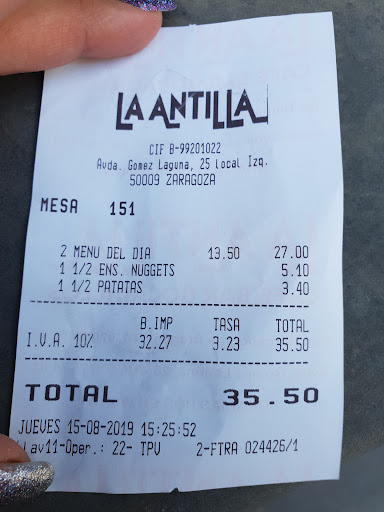 LA ANTILLA
CIF B-99201022
Avda. Gomez Laguna, 25 local Izq.
50009 ZARAGOZA
MESA 151
2 MENU DEL DIA 13.50 27.00
1 1/2 ENS. NUGGETS 5.10
1 1/2 PATATAS 3.40
B.IMP TASA TOTAL
I.V.A. 10% 32.27 3.23 35.50
TOTAL 35.50
JUEVES 15-08-2019 15:25:52
Lav11-Oper.: 22- TPV 2-FTRA 024426/1